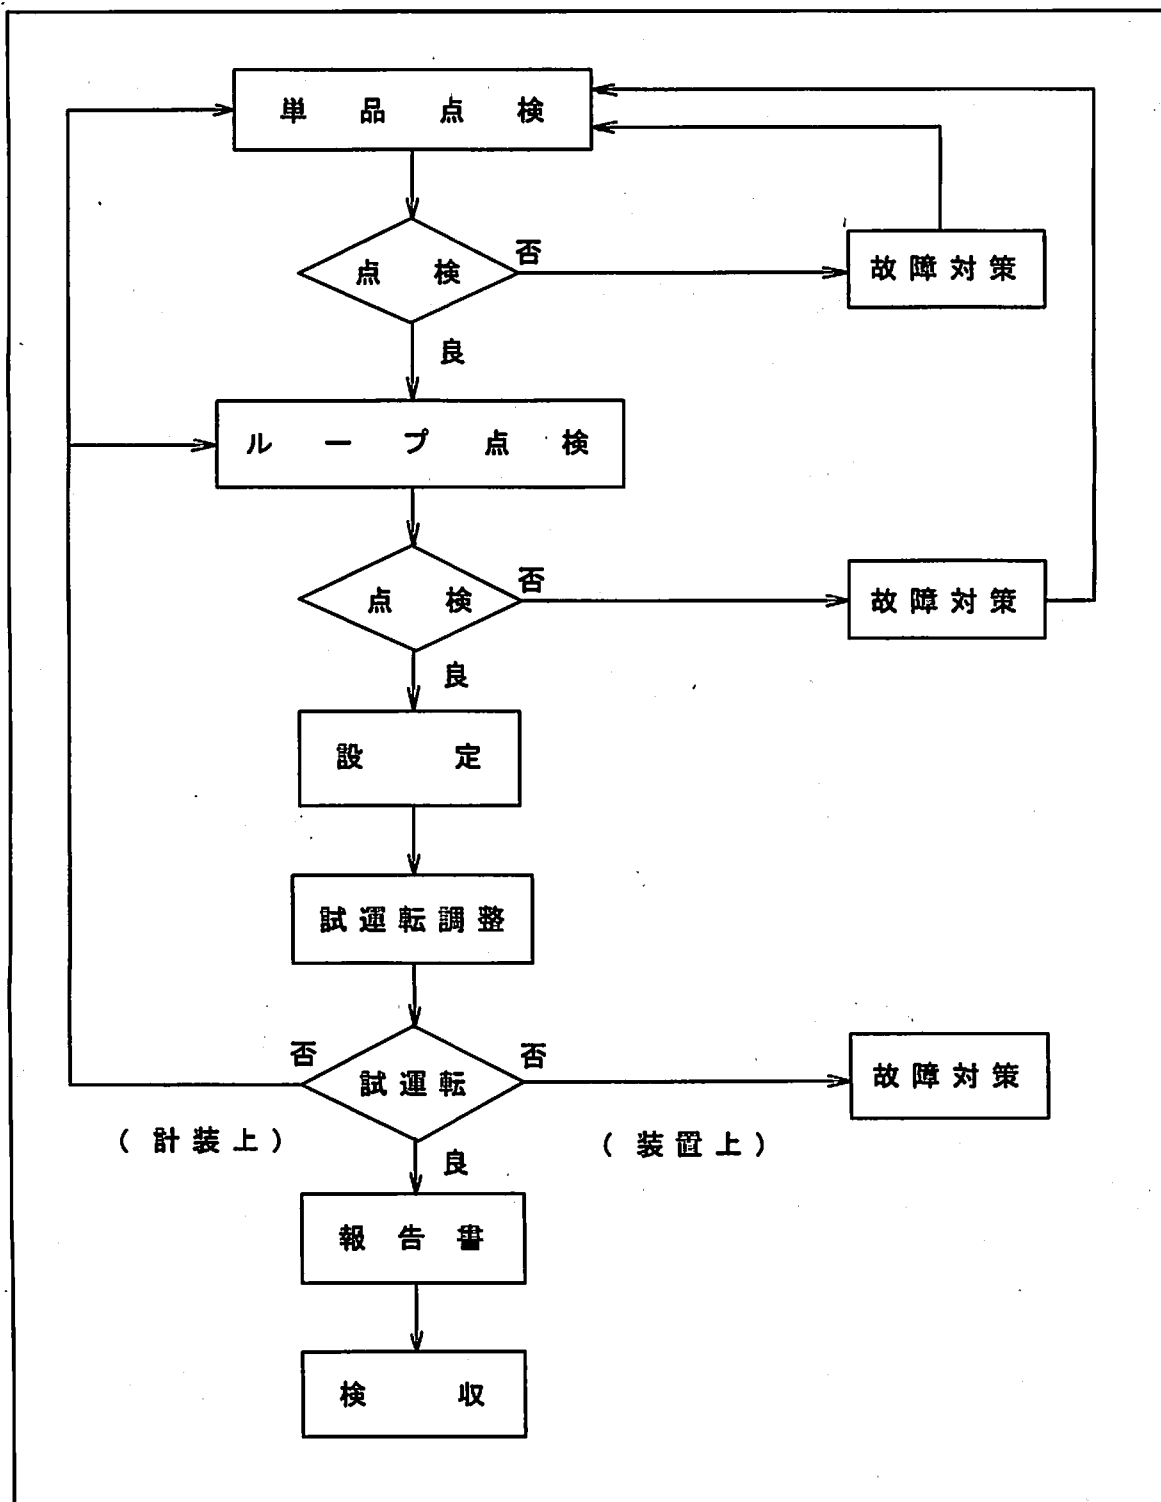 単品点検
点検
否
故障対策
良
ループ点検
点検
否
故障対策
良
設定
試運転調整
否
試運転
否
故障対策
(計装上)
(装置上)
良
報告書
検収